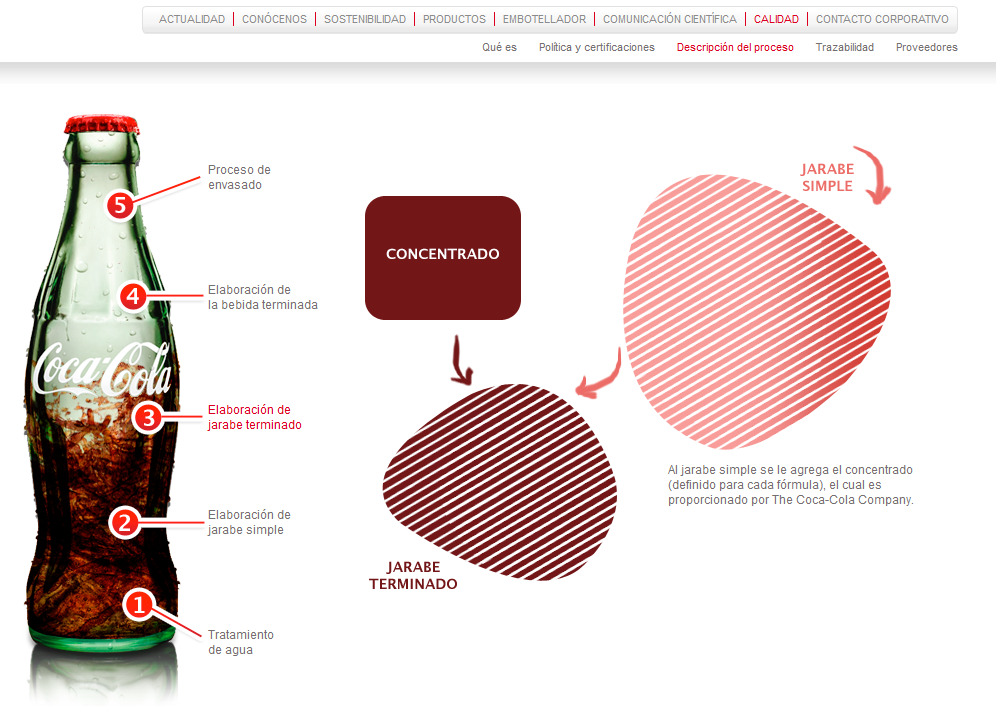 ACTUALIDAD | CONÓCENOS | SOSTENIBILIDAD | PRODUCTOS | EMBOTELLADOR | COMUNICACIÓN CIENTÍFICA | CALIDAD | CONTACTO CORPORATIVO
Qué es Política y certificaciones Descripción del proceso Trazabilidad Proveedores
5
Proceso de
envasado
4
Elaboración de
la bebida terminada
Coca-Cola
3
Elaboración de
jarabe terminado
2
Elaboración de
jarabe simple
1
Tratamiento
de agua
CONCENTRADO
JARABE
SIMPLE
JARABE
TERMINADO
Al jarabe simple se le agrega el concentrado
(definido para cada fórmula), el cual es
proporcionado por The Coca-Cola Company.